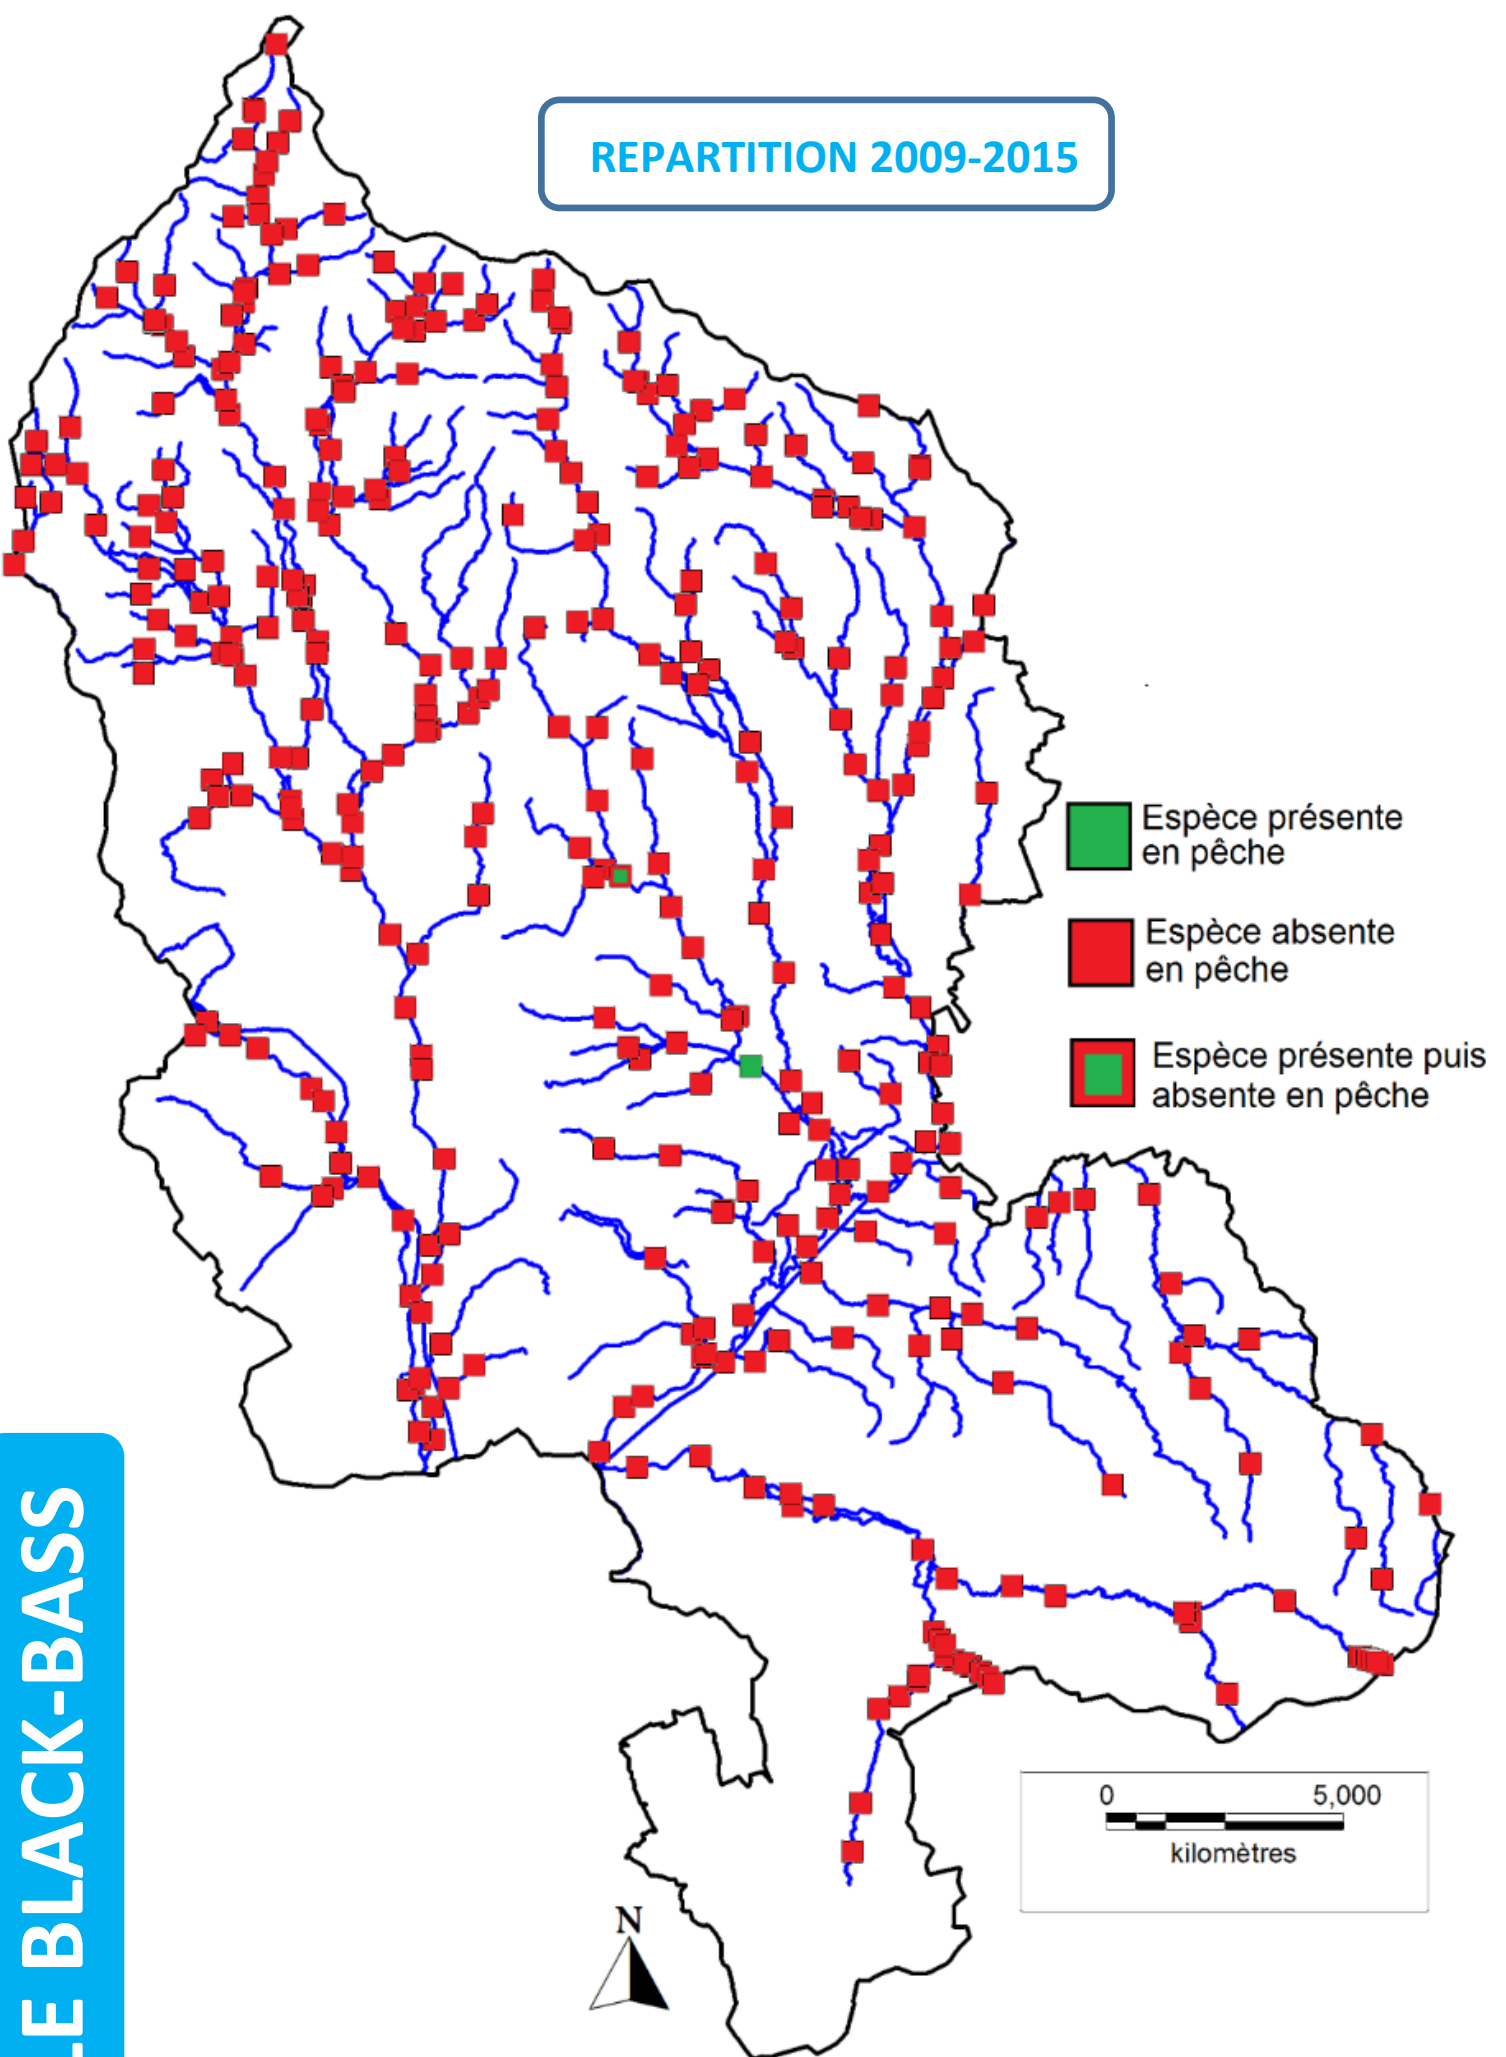 REPARTITION 2009-2015
Espèce présente
en pêche
Espèce absente
en pêche
Espèce présente puis
absente en pêche
0 5,000
kilomètres
N
LE BLACK-BASS